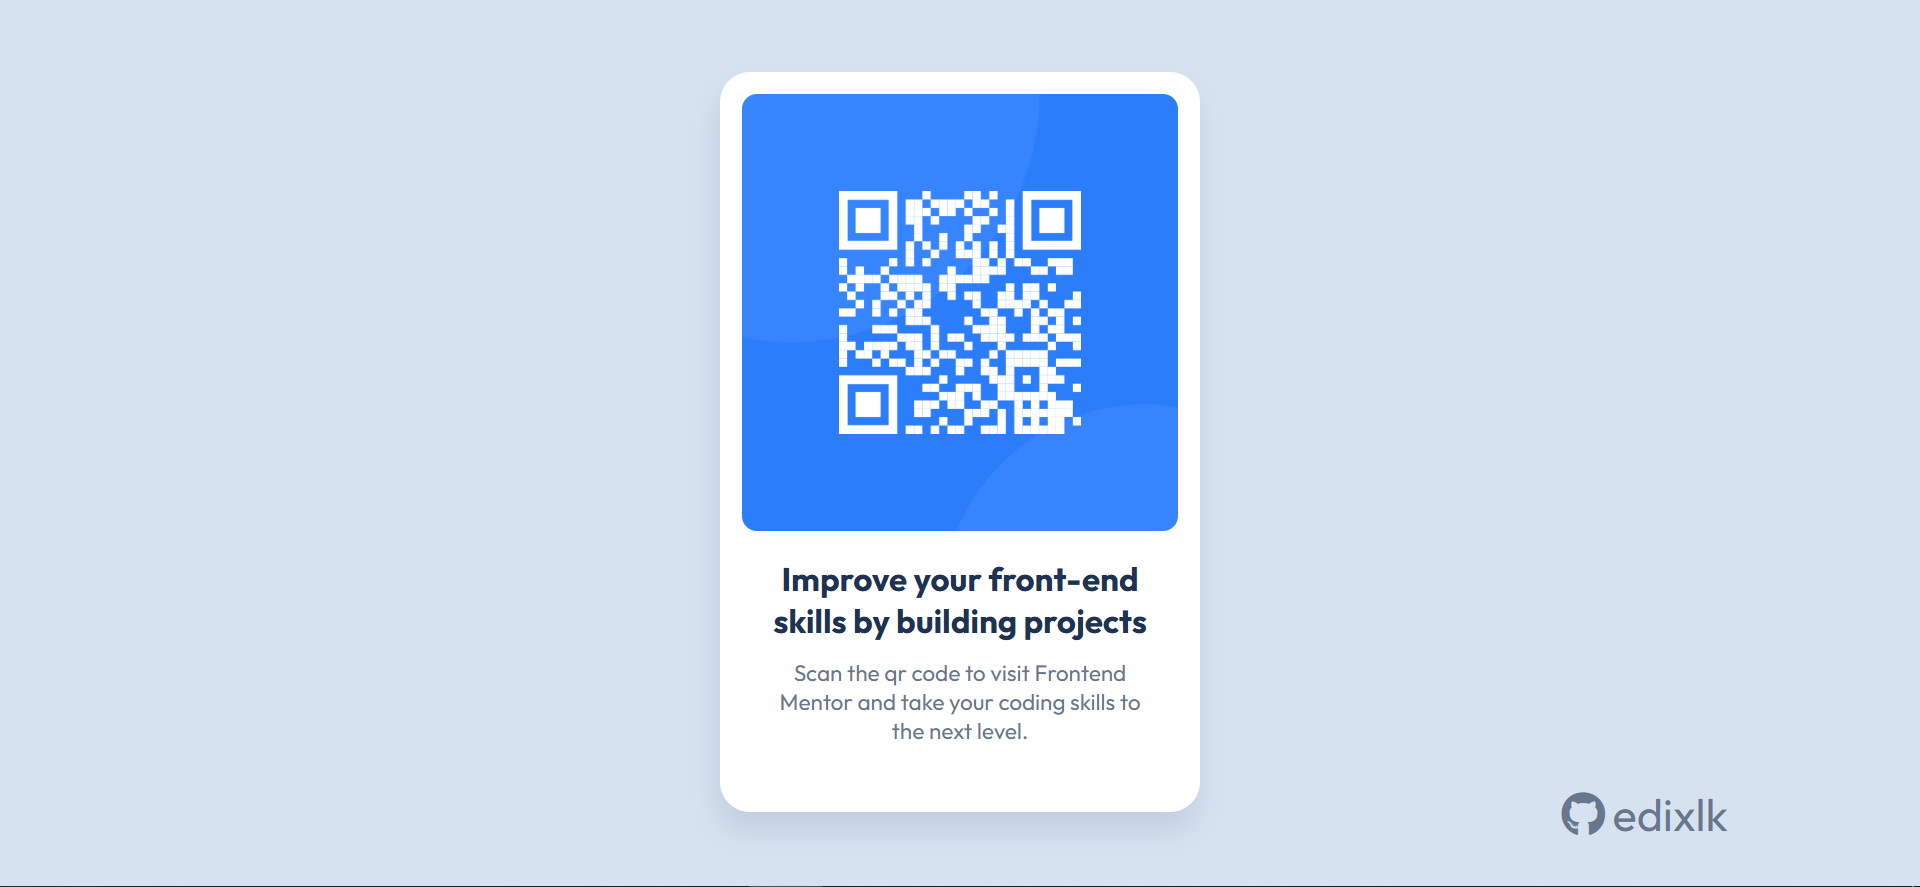 Improve your front-end
skills by building projects
Scan the qr code to visit Frontend
Mentor and take your coding skills to
the next level.
edixlk